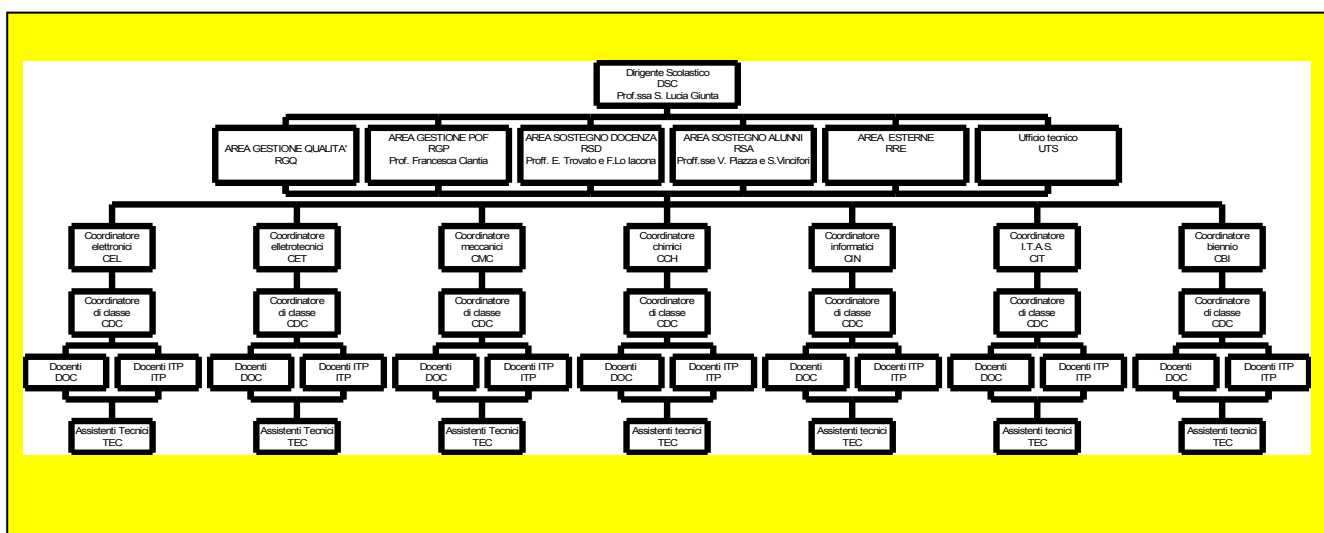 Dirigente Scolastico
DSC
Prof.ssa S. Lucia Giunta
AREA GESTIONE QUALITA'
RGQ
AREA GESTIONE POF
RGP
Prof. Francesca Ciantia
AREA SOSTEGNO DOCENZA
RSD
Proff. E. Trovato e F.Lo Iacona
AREA SOSTEGNO ALUNNI
RSA
Proff.sse V. Piazza e S.Vincifori
AREA ESTERNE
RRE
Ufficio tecnico
UTS
Coordinatore
elettronici
CEL
Coordinatore
elletrotecnici
CET
Coordinatore
meccanici
CMC
Coordinatore
chimici
CCH
Coordinatore
informatici
CIN
Coordinatore
I.T.A.S.
CIT
Coordinatore
biennio
CBI
Coordinatore
di classe
CDC
Coordinatore
di classe
CDC
Coordinatore
di classe
CDC
Coordinatore
di classe
CDC
Coordinatore
di classe
CDC
Coordinatore
di classe
CDC
Coordinatore
di classe
CDC
Docenti
DOC
Docenti ITP
ITP
Docenti
DOC
Docenti ITP
ITP
Docenti
DOC
Docenti ITP
ITP
Docenti
DOC
Docenti ITP
ITP
Docenti
DOC
Docenti ITP
ITP
Docenti
DOC
Docenti ITP
ITP
Docenti
DOC
Docenti ITP
ITP
Assistenti Tecnici
TEC
Assistenti Tecnici
TEC
Assistenti Tecnici
TEC
Assistenti tecnici
TEC
Assistenti tecnici
TEC
Assistenti tecnici
TEC
Assistenti tecnici
TEC